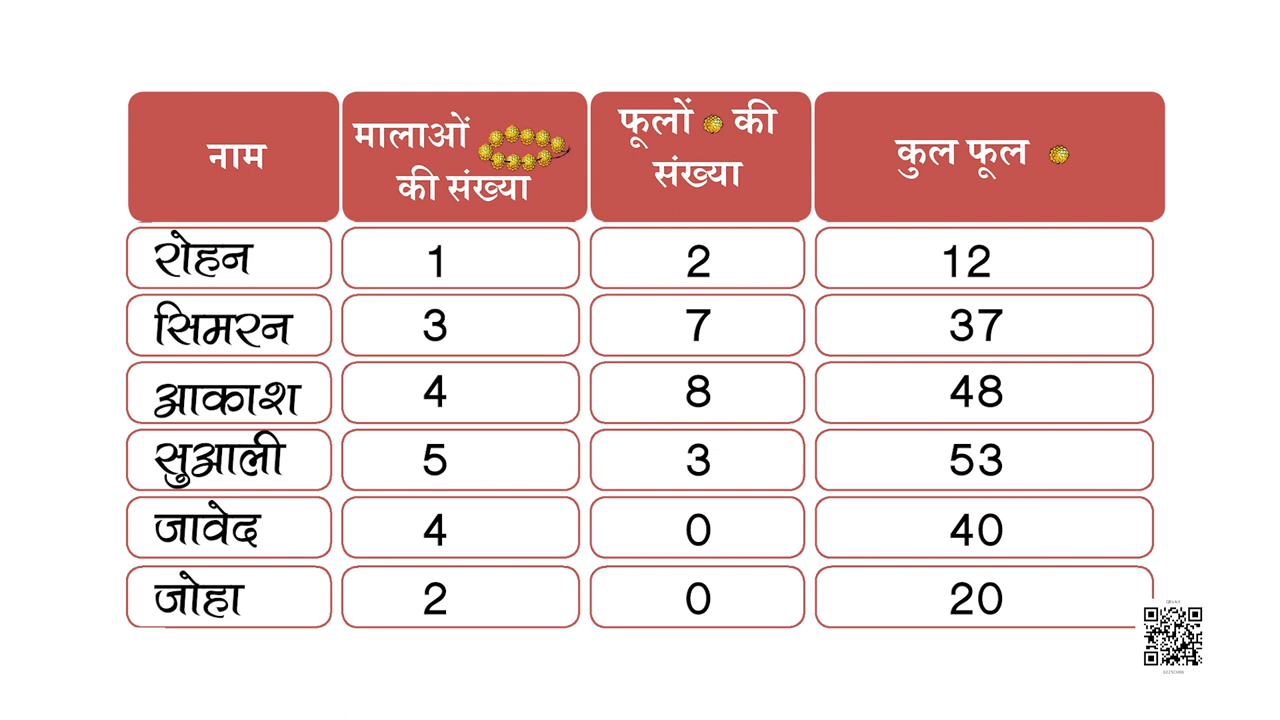 नाम मालाओं की संख्या फूलों की संख्या कुल फूल
रोहन 1 2 12
सिमरन 3 7 37
आकाश 4 8 48
सुआली 5 3 53
जावेद 4 0 40
जोहा 2 0 20